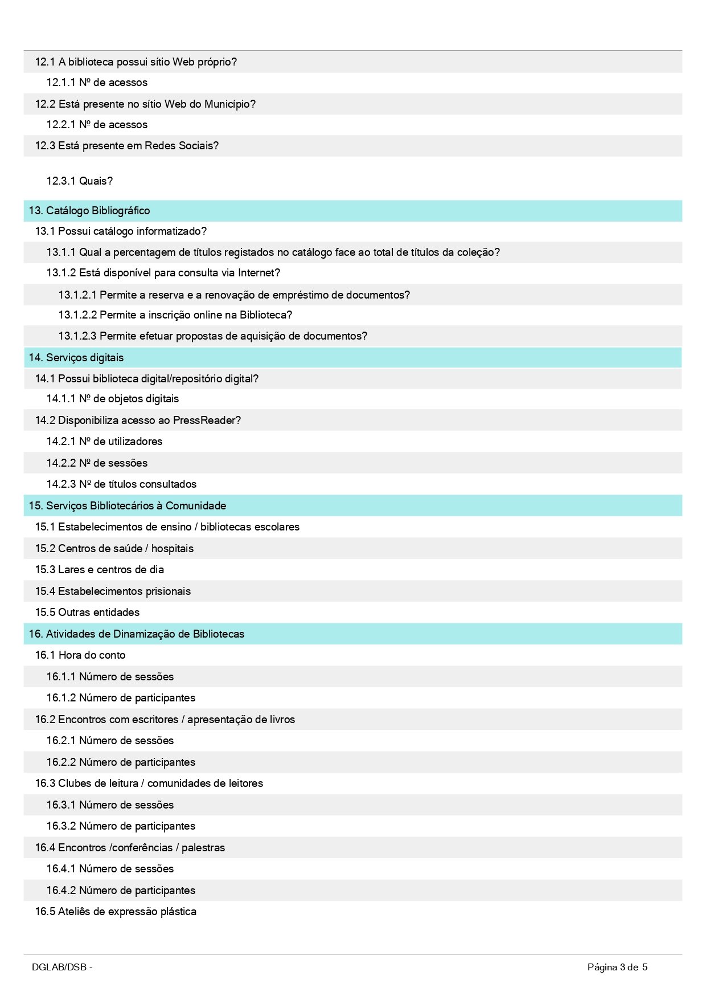 12.1 A biblioteca possui sítio Web próprio?
12.1.1 Nº de acessos
12.2 Está presente no sítio Web do Município?
12.2.1 Nº de acessos
12.3 Está presente em Redes Sociais?
12.3.1 Quais?
13. Catálogo Bibliográfico
13.1 Possui catálogo informatizado?
13.1.1 Qual a percentagem de títulos registados no catálogo face ao total de títulos da coleção?
13.1.2 Está disponível para consulta via Internet?
13.1.2.1 Permite a reserva e a renovação de empréstimo de documentos?
13.1.2.2 Permite a inscrição online na Biblioteca?
13.1.2.3 Permite efetuar propostas de aquisição de documentos?
14. Serviços digitais
14.1 Possui biblioteca digital/repositório digital?
14.1.1 Nº de objetos digitais
14.2 Disponibiliza acesso ao PressReader?
14.2.1 Nº de utilizadores
14.2.2 Nº de sessões
14.2.3 Nº de títulos consultados
15. Serviços Bibliotecários à Comunidade
15.1 Estabelecimentos de ensino / bibliotecas escolares
15.2 Centros de saúde / hospitais
15.3 Lares e centros de dia
15.4 Estabelecimentos prisionais
15.5 Outras entidades
16. Atividades de Dinamização de Bibliotecas
16.1 Hora do conto
16.1.1 Número de sessões
16.1.2 Número de participantes
16.2 Encontros com escritores / apresentação de livros
16.2.1 Número de sessões
16.2.2 Número de participantes
16.3 Clubes de leitura / comunidades de leitores
16.3.1 Número de sessões
16.3.2 Número de participantes
16.4 Encontros /conferências / palestras
16.4.1 Número de sessões
16.4.2 Número de participantes
16.5 Ateliês de expressão plástica
DGLAB/DSB - Página 3 de 5